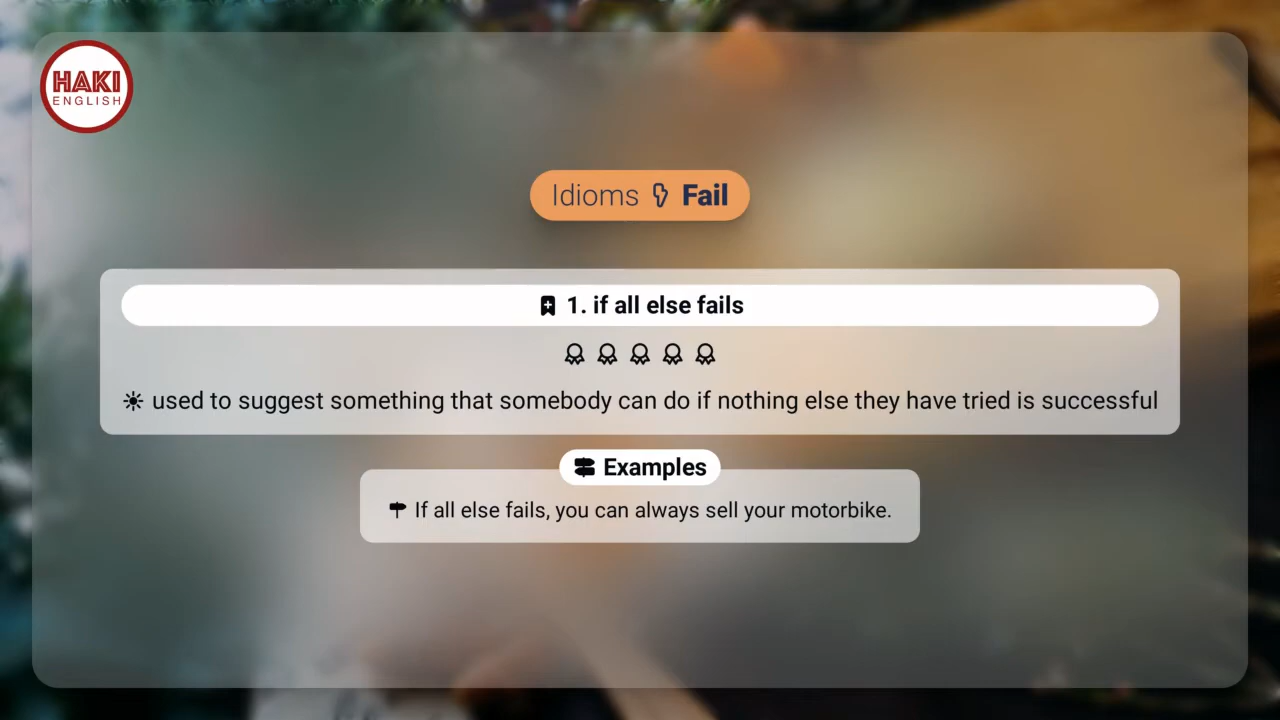 HAKI
ENGLISH
Idioms Fail
1. if all else fails
used to suggest something that somebody can do if nothing else they have tried is successful
Examples
If all else fails, you can always sell your motorbike.